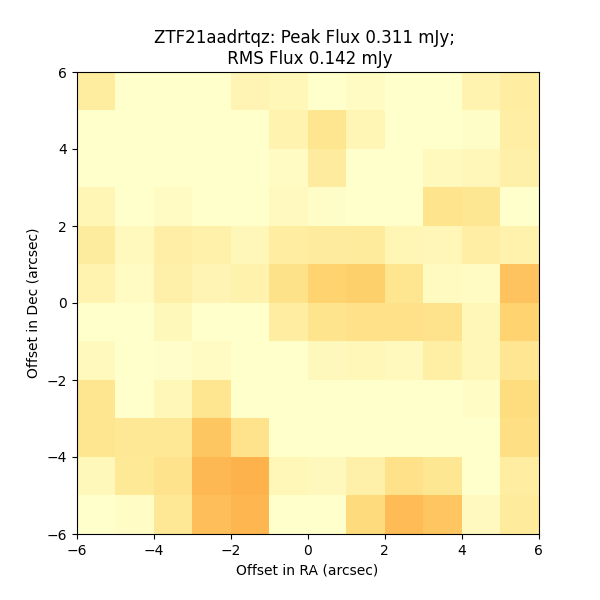 ZTF21aadrtqz: Peak Flux 0.311 mJy;
RMS Flux 0.142 mJy
6
4
2
0
−2
−4
−6
Offset in Dec (arcsec)
−6 −4 −2 0 2 4 6
Offset in RA (arcsec)